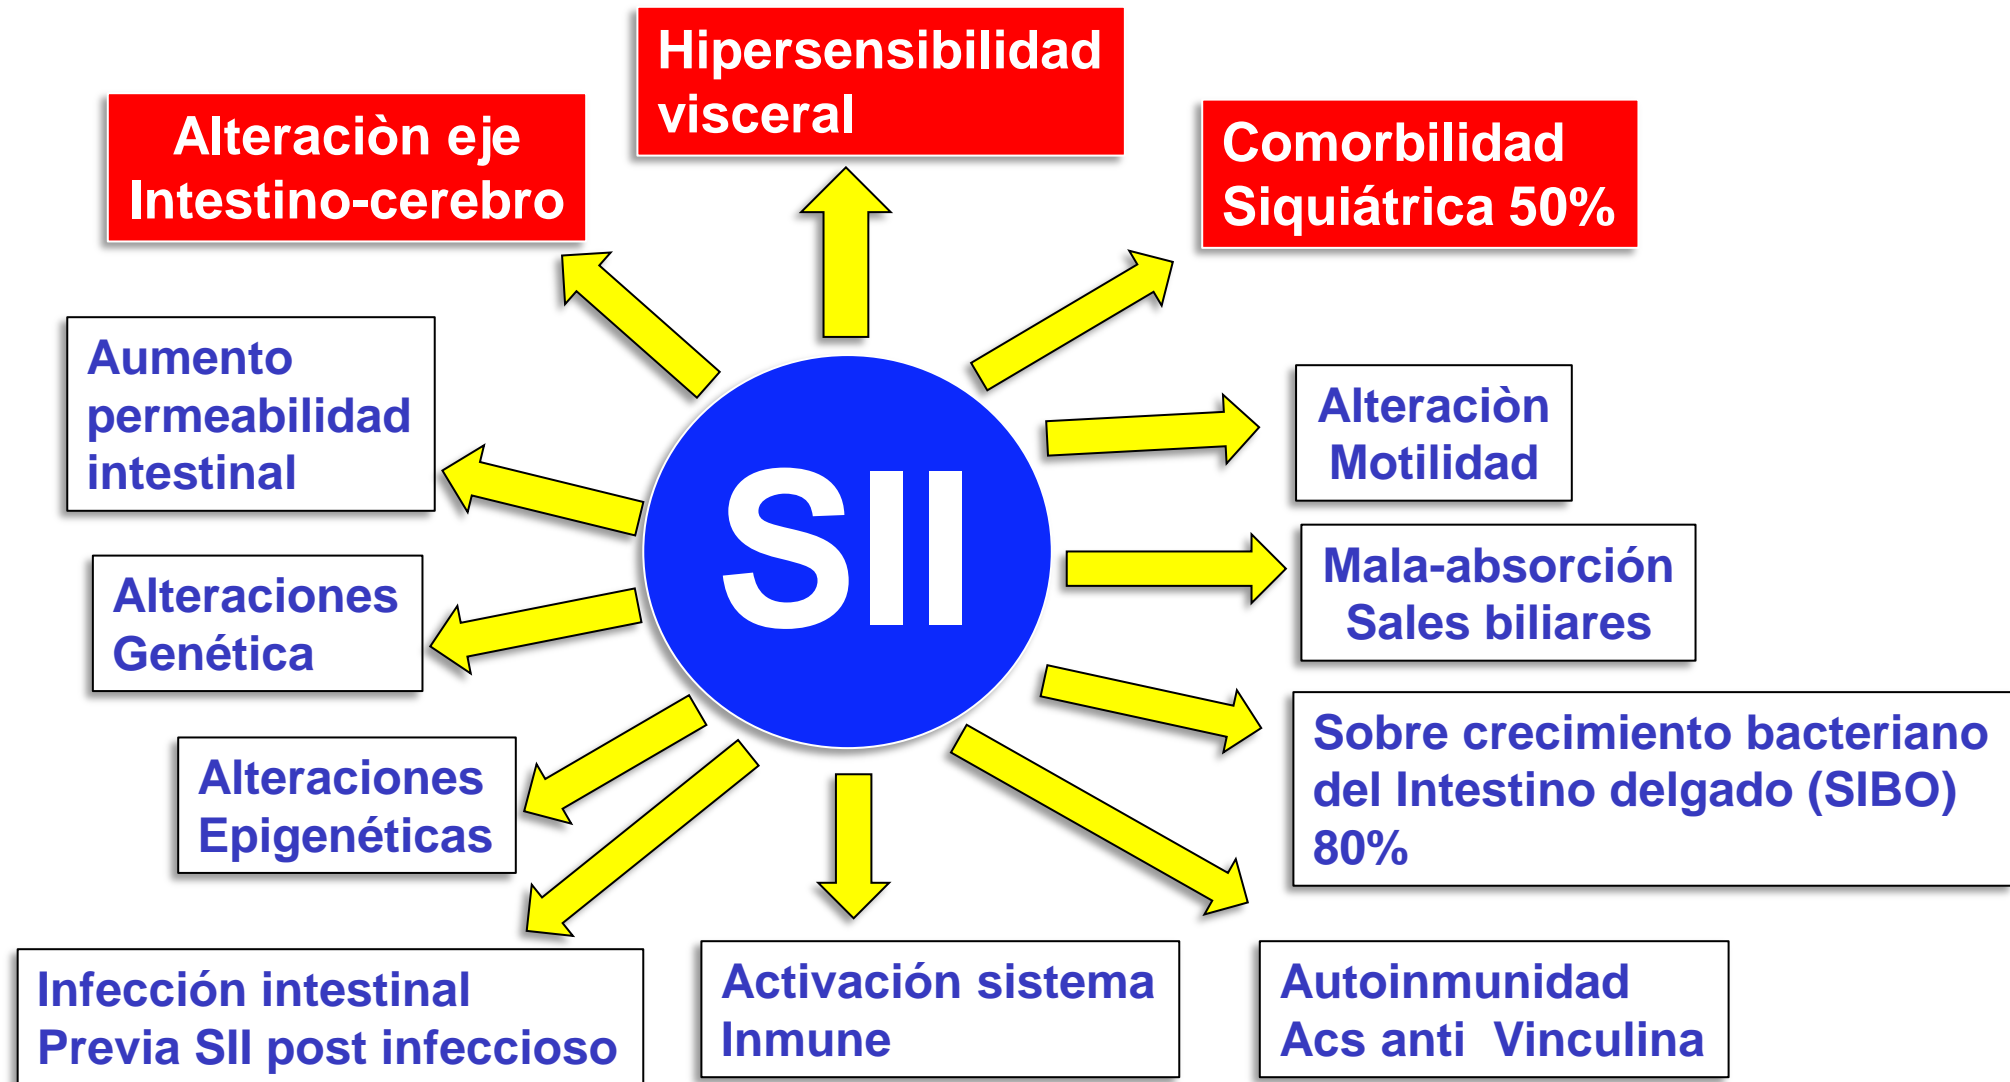 Hipersensibilidad
visceral
Alteraciòn eje
Intestino-cerebro
Comorbilidad
Siquiátrica 50%
Aumento
permeabilidad
intestinal
Alteraciòn
Motilidad
SII
Mala-absorción
Sales biliares
Alteraciones
Genética
Sobre crecimiento bacteriano
del Intestino delgado (SIBO)
80%
Alteraciones
Epigenéticas
Infección intestinal
Previa SII post infeccioso
Activación sistema
Inmune
Autoinmunidad
Acs anti  Vinculina